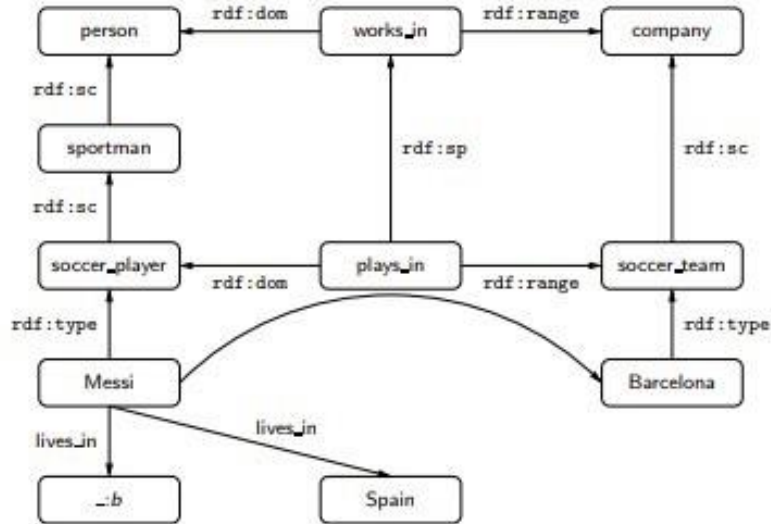 person rdf:dom works_in rdf:range company
rdf:sc
sportman rdf:sp rdf:sc
rdf:sc
soccer_player rdf:dom plays_in rdf:range soccer_team
rdf:type rdf:type
Messi Barcelona
lives_in lives_in
_:b Spain